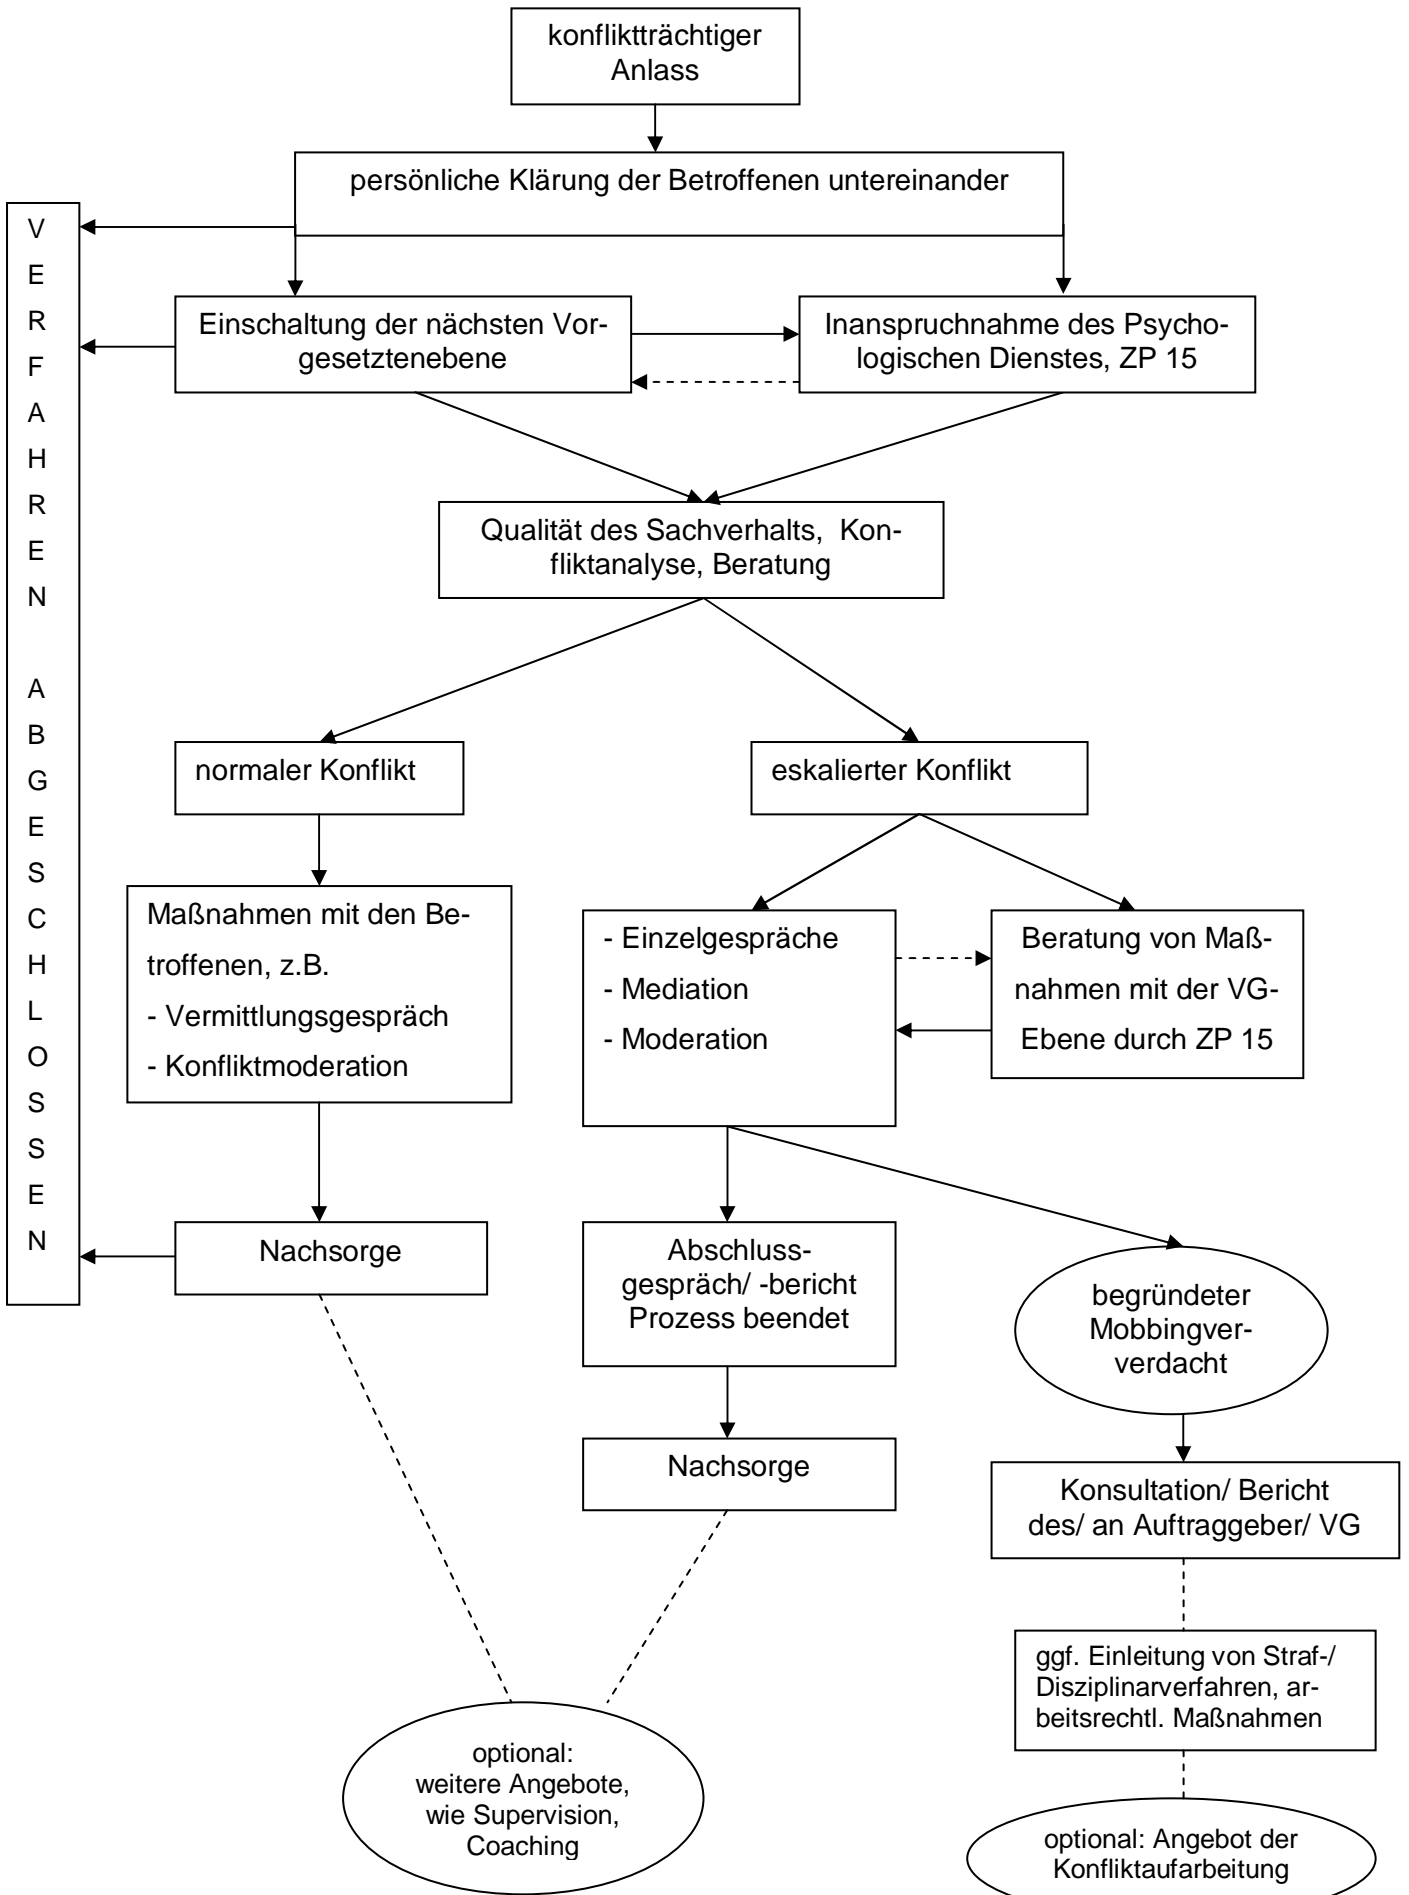 konfliktträchtiger
Anlass
persönliche Klärung der Betroffenen untereinander
V
E
R
F
A
H
R
E
N
A
B
G
E
S
C
H
L
O
S
S
E
N
Einschaltung der nächsten Vor-
gesetztenebene
Inanspruchnahme des Psycho-
logischen Dienstes, ZP 15
Qualität des Sachverhalts,  Kon-
fliktanalyse, Beratung
normaler Konflikt
eskalierter Konflikt
Maßnahmen mit den Be-
troffenen, z.B.
- Vermittlungsgespräch
- Konfliktmoderation
- Einzelgespräche
- Mediation
- Moderation
Beratung von Maß-
nahmen mit der VG-
Ebene durch ZP 15
Nachsorge
Abschluss-
gespräch/ -bericht
Prozess beendet
begründeter
Mobbingver-
verdacht
Nachsorge
Konsultation/ Bericht
des/ an Auftraggeber/ VG
ggf. Einleitung von Straf-/
Disziplinarverfahren, ar-
beitsrechtl. Maßnahmen
optional:
weitere Angebote,
wie Supervision,
Coaching
optional: Angebot der
Konfliktaufarbeitung